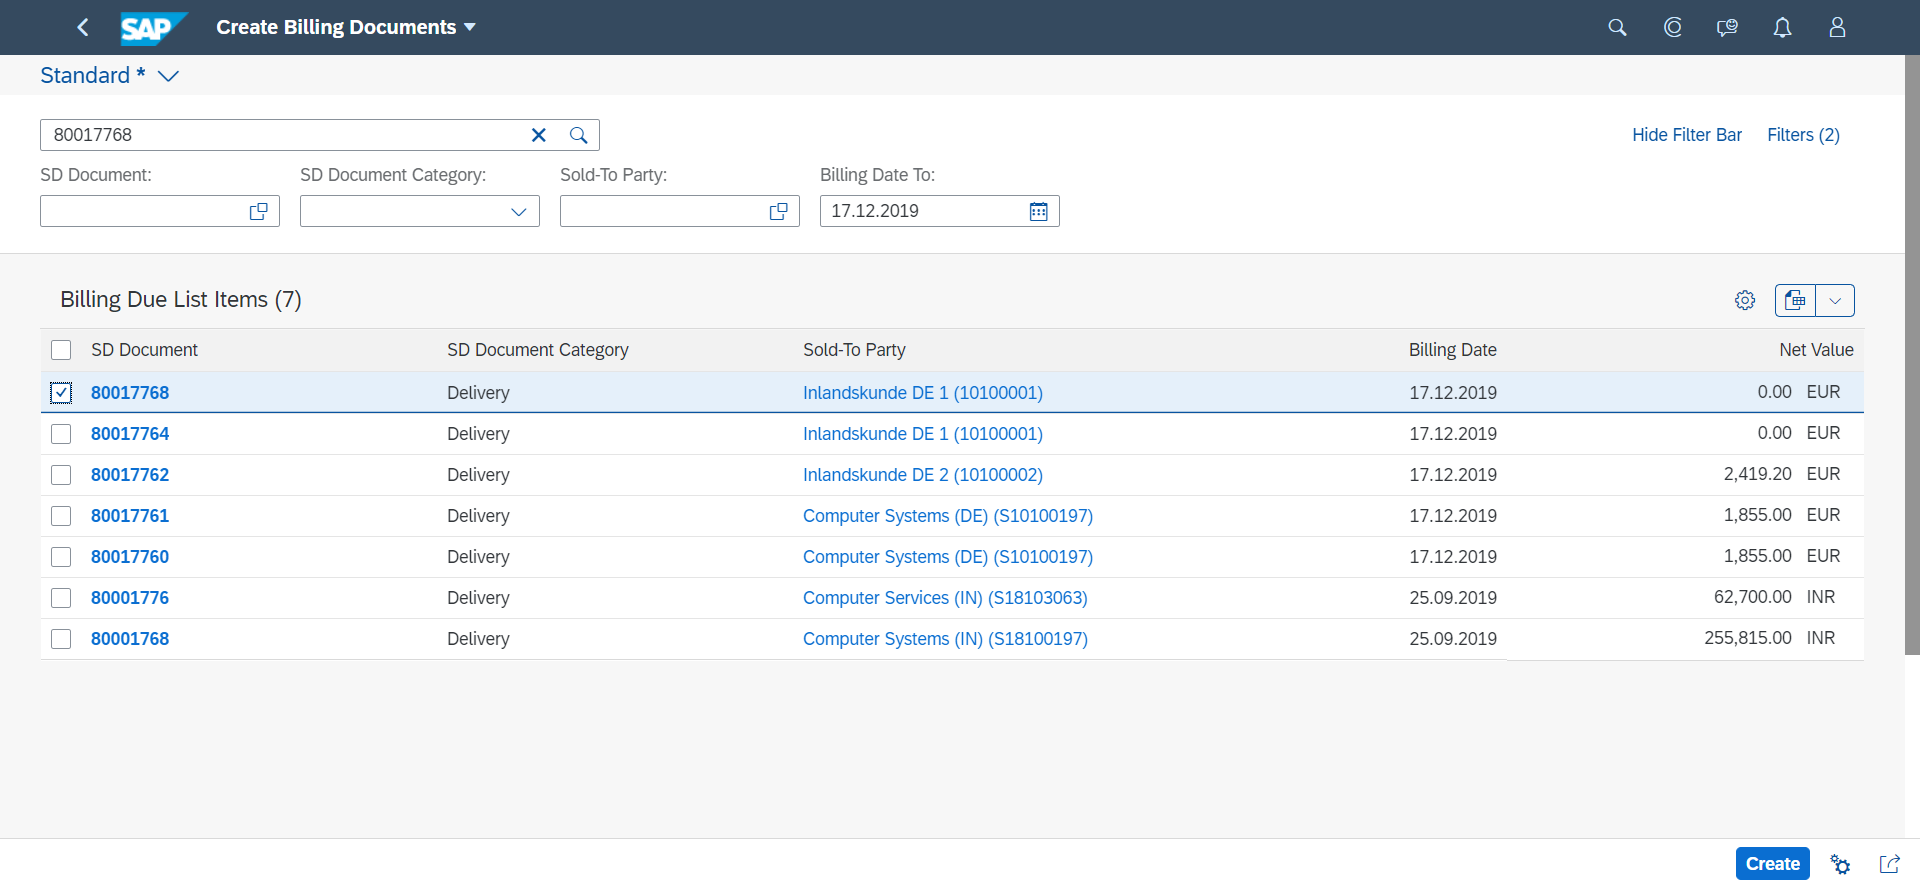 SAP Create Billing Documents
Standard *
80017768
Hide Filter Bar Filters (2)
SD Document: SD Document Category: Sold-To Party: Billing Date To:
17.12.2019
Billing Due List Items (7)
SD Document SD Document Category Sold-To Party Billing Date Net Value
80017768 Delivery Inlandskunde DE 1 (10100001) 17.12.2019 0.00 EUR
80017764 Delivery Inlandskunde DE 1 (10100001) 17.12.2019 0.00 EUR
80017762 Delivery Inlandskunde DE 2 (10100002) 17.12.2019 2,419.20 EUR
80017761 Delivery Computer Systems (DE) (S10100197) 17.12.2019 1,855.00 EUR
80017760 Delivery Computer Systems (DE) (S10100197) 17.12.2019 1,855.00 EUR
80001776 Delivery Computer Services (IN) (S18103063) 25.09.2019 62,700.00 INR
80001768 Delivery Computer Systems (IN) (S18100197) 25.09.2019 255,815.00 INR
Create